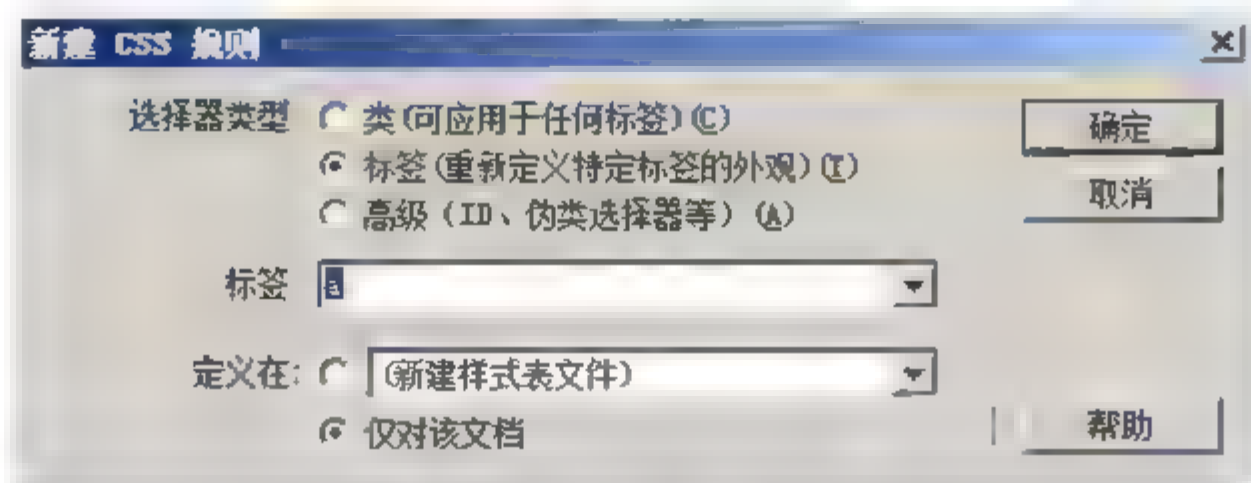 新建 CSS 规则
选择器类型 类(可应用于任何标签)(C)
标签(重新定义特定标签的外观)(T)
高级（ID、伪类选择器等）(A)
确定
取消
标签 a
定义在: (新建样式表文件)
仅对该文档
帮助